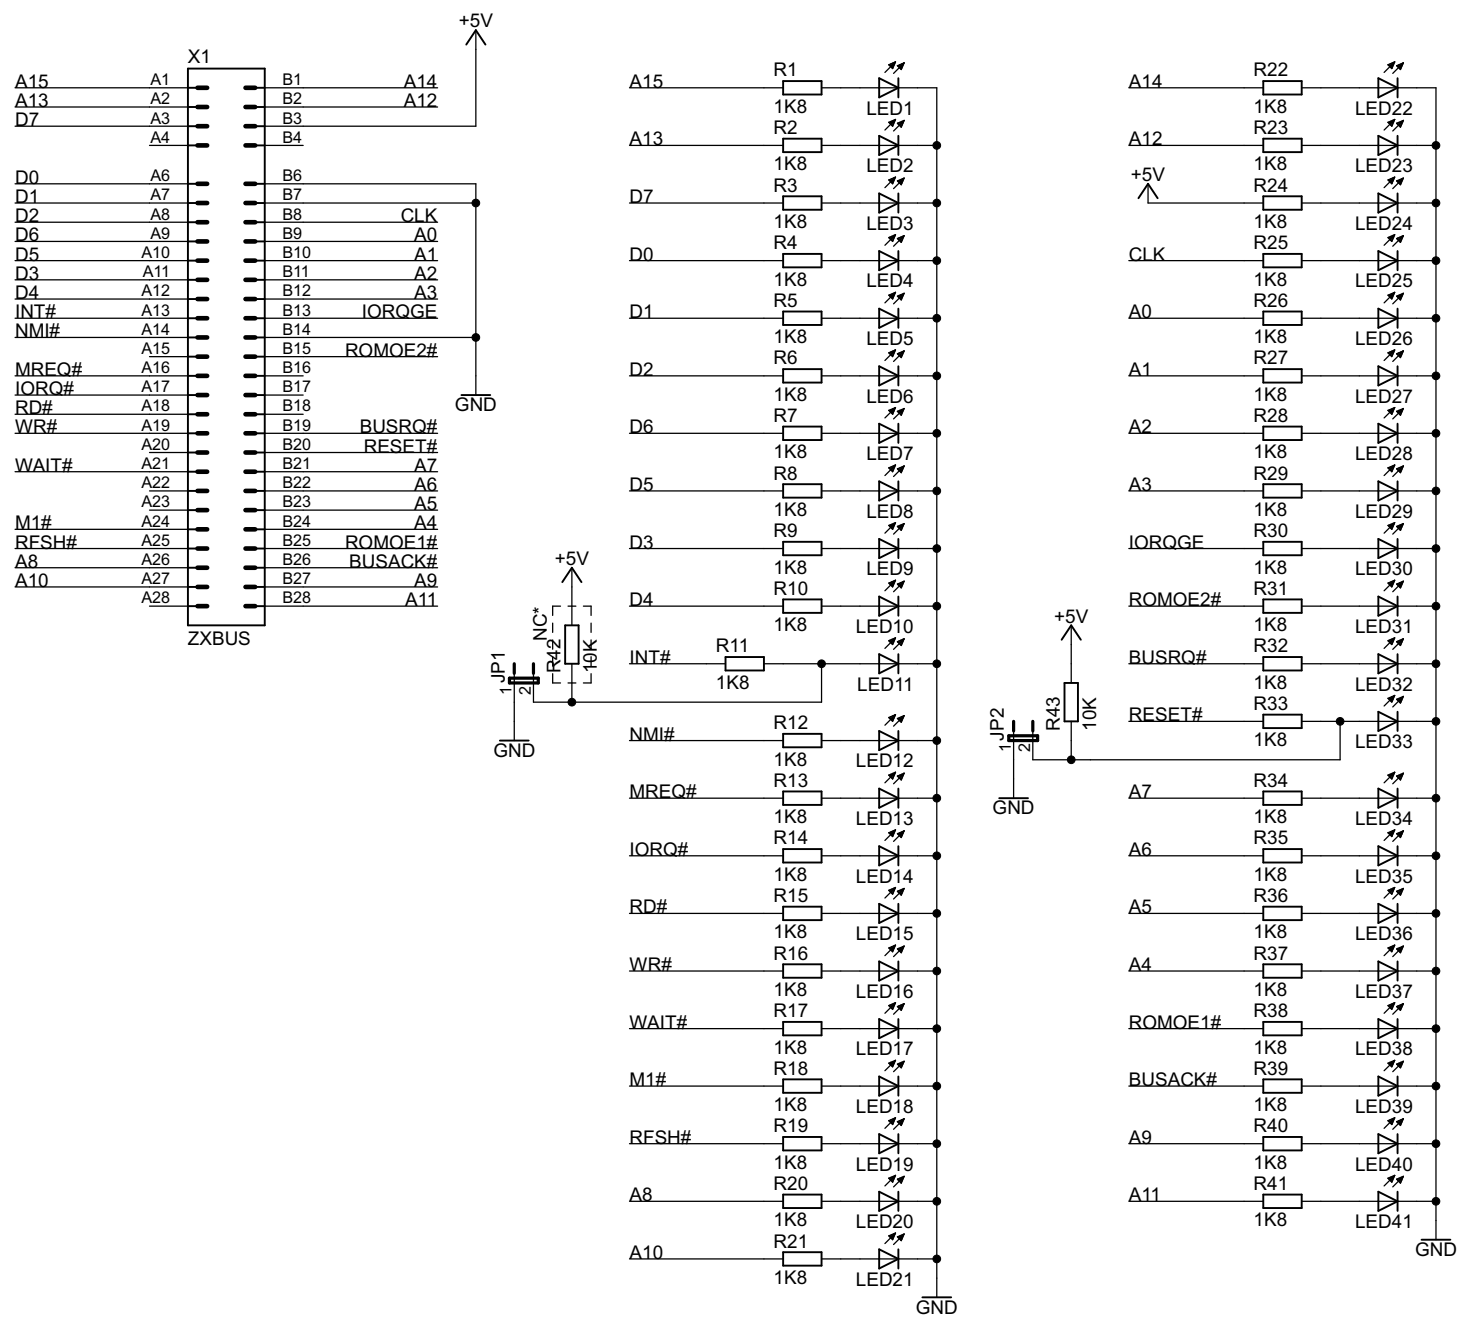 +5V
X1
A15 A1 B1 A14
A13 A2 B2 A12
D7 A3 B3
A4 B4
D0 A6 B6
D1 A7 B7
D2 A8 B8 CLK
D6 A9 B9 A0
D5 A10 B10 A1
D3 A11 B11 A2
D4 A12 B12 A3
INT# A13 B13 IORQGE
NMI# A14 B14
A15 B15 ROMOE2#
MREQ# A16 B16
IORQ# A17 B17
RD# A18 B18
GND
WR# A19 B19 BUSRQ#
A20 B20 RESET#
WAIT# A21 B21 A7
A22 B22 A6
A23 B23 A5
M1# A24 B24 A4
RFSH# A25 B25 ROMOE1#
A8 A26 B26 BUSACK#
A10 A27 B27 A9
A28 B28 A11
ZXBUS
A15 R1 1K8 LED1
A13 R2 1K8 LED2
D7 R3 1K8 LED3
D0 R4 1K8 LED4
D1 R5 1K8 LED5
D2 R6 1K8 LED6
D6 R7 1K8 LED7
D5 R8 1K8 LED8
D3 R9 1K8 LED9
D4 R10 1K8 LED10
+5V
NC*
R42
10K
JP1
1
2
GND
INT# R11 1K8 LED11
NMI# R12 1K8 LED12
MREQ# R13 1K8 LED13
IORQ# R14 1K8 LED14
RD# R15 1K8 LED15
WR# R16 1K8 LED16
WAIT# R17 1K8 LED17
M1# R18 1K8 LED18
RFSH# R19 1K8 LED19
A8 R20 1K8 LED20
A10 R21 1K8 LED21
GND
A14 R22 1K8 LED22
A12 R23 1K8 LED23
+5V R24 1K8 LED24
CLK R25 1K8 LED25
A0 R26 1K8 LED26
A1 R27 1K8 LED27
A2 R28 1K8 LED28
A3 R29 1K8 LED29
IORQGE R30 1K8 LED30
ROMOE2# R31 1K8 LED31
BUSRQ# R32 1K8 LED32
+5V
R43
10K
JP2
1
2
GND
RESET# R33 1K8 LED33
A7 R34 1K8 LED34
A6 R35 1K8 LED35
A5 R36 1K8 LED36
A4 R37 1K8 LED37
ROMOE1# R38 1K8 LED38
BUSACK# R39 1K8 LED39
A9 R40 1K8 LED40
A11 R41 1K8 LED41
GND